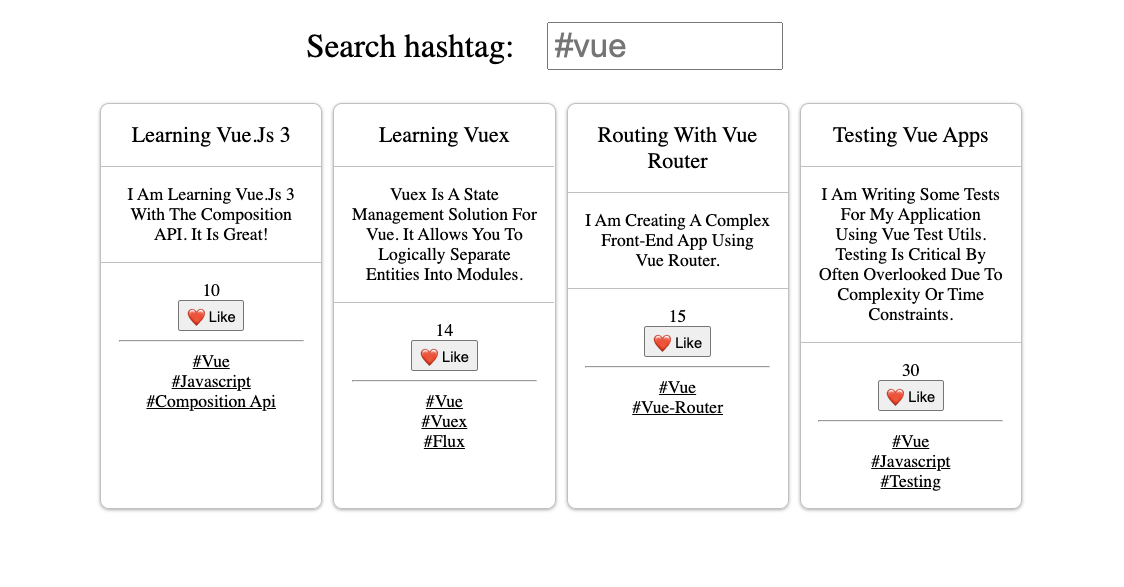 Search hashtag: #vue
Learning Vue.Js 3
I Am Learning Vue.Js 3
With The Composition
API. It Is Great!
10
❤️ Like
#Vue
#Javascript
#Composition Api
Learning Vuex
Vuex Is A State
Management Solution For
Vue. It Allows You To
Logically Separate
Entities Into Modules.
14
❤️ Like
#Vue
#Vuex
#Flux
Routing With Vue
Router
I Am Creating A Complex
Front-End App Using
Vue Router.
15
❤️ Like
#Vue
#Vue-Router
Testing Vue Apps
I Am Writing Some Tests
For My Application
Using Vue Test Utils.
Testing Is Critical By
Often Overlooked Due To
Complexity Or Time
Constraints.
30
❤️ Like
#Vue
#Javascript
#Testing